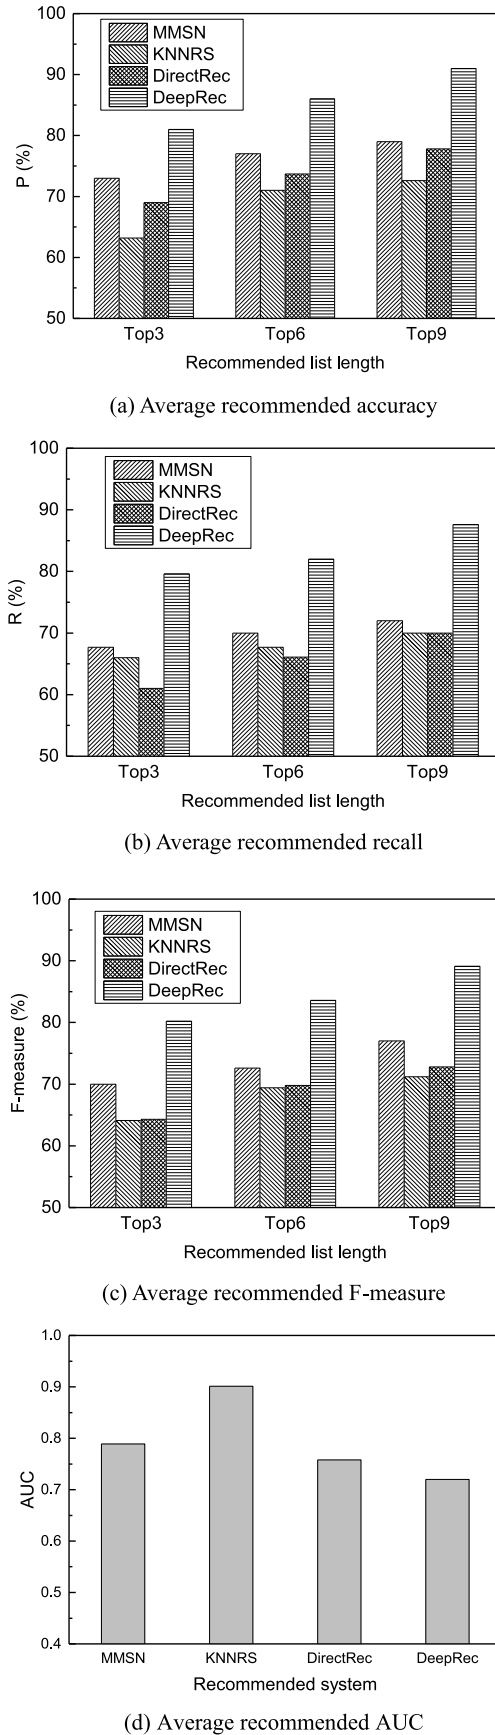 100
90
80
70
60
50
P (%)
MMSN
KNNRS
DirectRec
DeepRec
Top3 Top6 Top9
Recommended list length
(a) Average recommended accuracy
100
90
80
70
60
50
R (%)
MMSN
KNNRS
DirectRec
DeepRec
Top3 Top6 Top9
Recommended list length
(b) Average recommended recall
100
90
80
70
60
50
F-measure (%)
MMSN
KNNRS
DirectRec
DeepRec
Top3 Top6 Top9
Recommended list length
(c) Average recommended F-measure
1.0
0.9
0.8
0.7
0.6
0.5
0.4
AUC
MMSN KNNRS DirectRec DeepRec
Recommended system
(d) Average recommended AUC